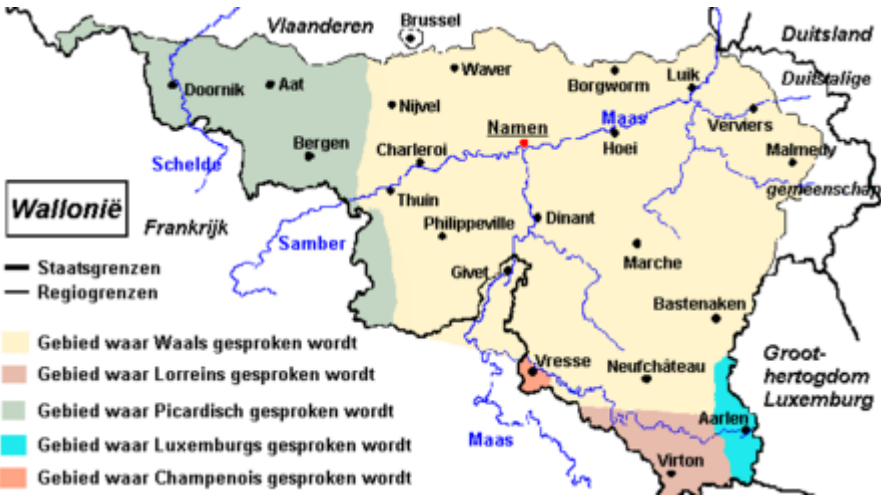 Vlaanderen
Brussel
Duitsland
Waver
Luik
Duitstalige
Doornik
Aat
Borgworm
Nijvel
Maas
Verviers
Namen
Bergen
Charleroi
Hoei
Malmedy
Schelde
gemeenschap
Thuin
Wallonië
Frankrijk
Philippeville
Dinant
Samber
Marche
Givet
Staatsgrenzen
Regiogrenzen
Bastenaken
Gebied waar Waals gesproken wordt
Groot-
hertogdom
Luxemburg
Vresse
Neufchâteau
Gebied waar Lorreins gesproken wordt
Gebied waar Picardisch gesproken wordt
Aarlen
Maas
Gebied waar Luxemburgs gesproken wordt
Virton
Gebied waar Champenois gesproken wordt